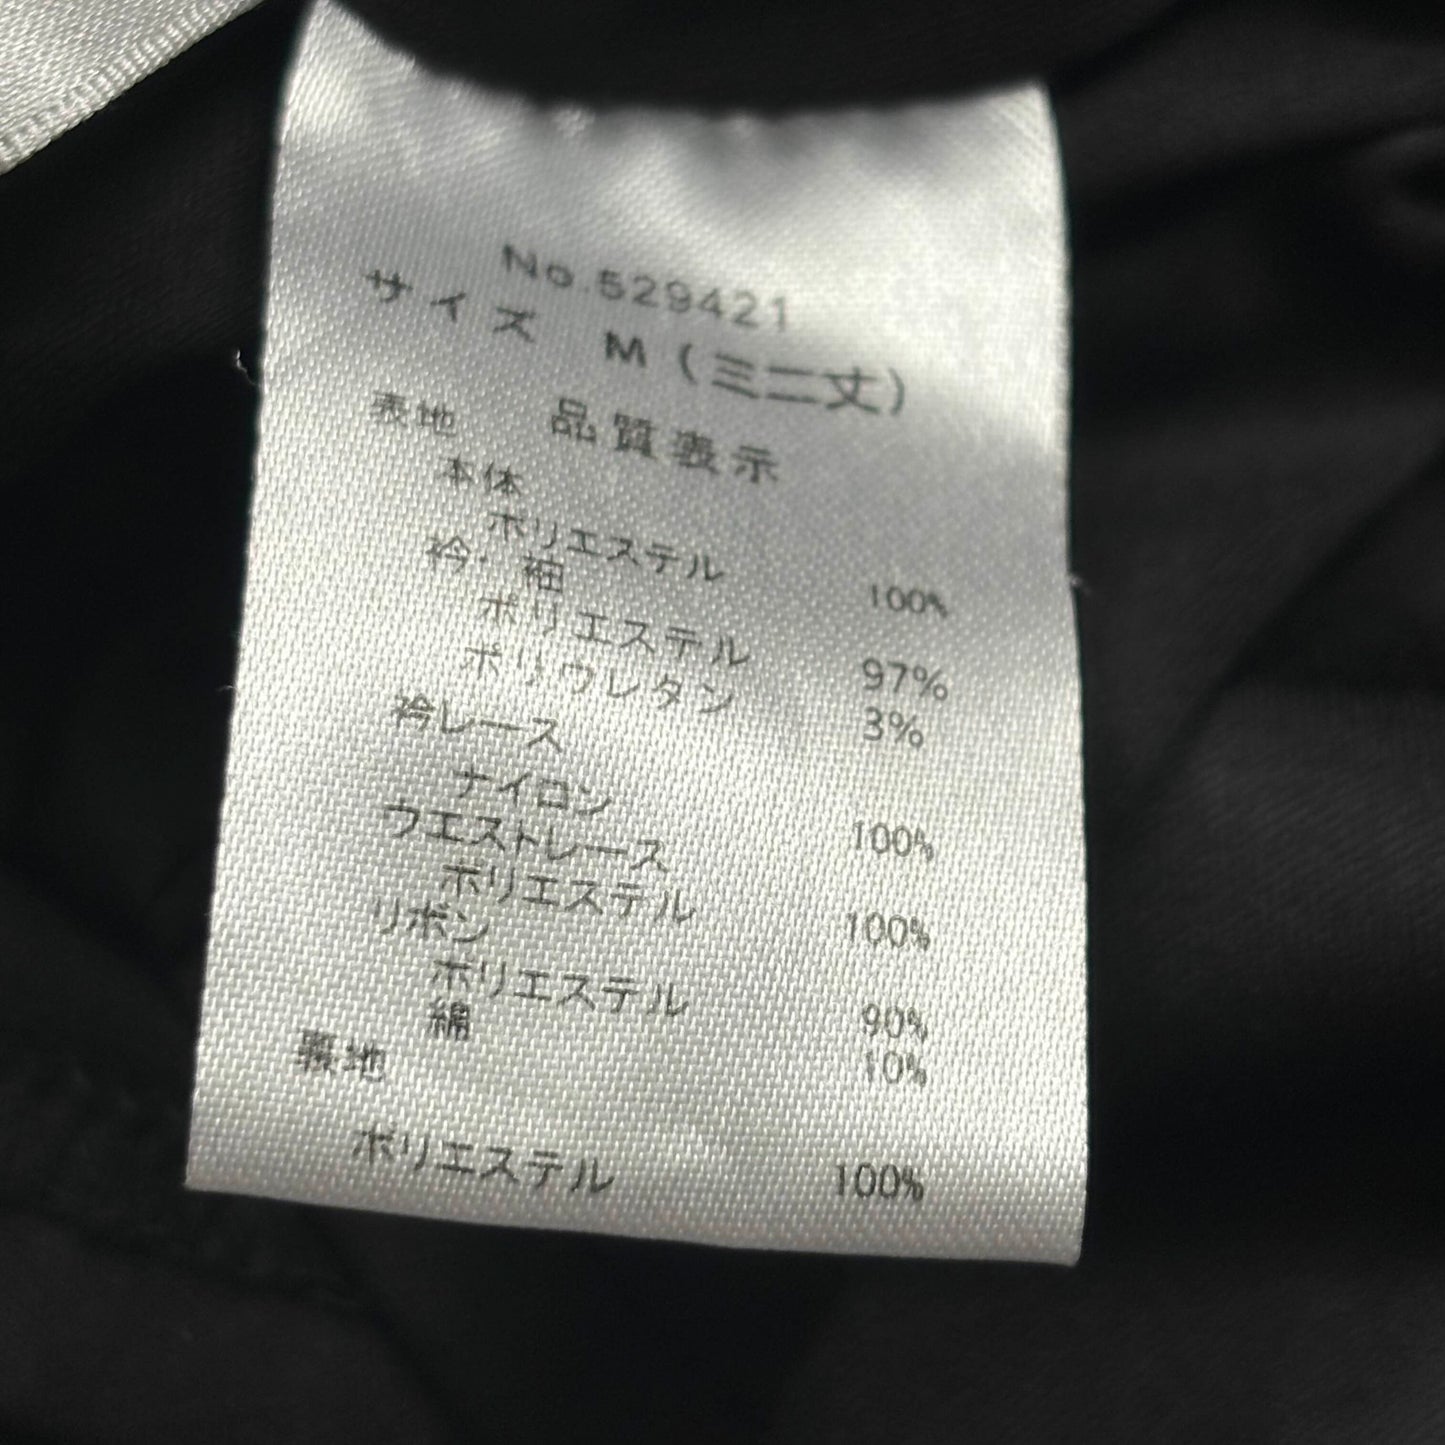 No.529421
サイズ M(ミニ丈)
品質表示
表地
本体
ポリエステル 100%
衿・袖
ポリエステル 97%
ポリウレタン 3%
衿レース
ナイロン 100%
ウエストレース
ポリエステル 100%
リボン
ポリエステル 90%
綿 10%
裏地
ポリエステル 100%